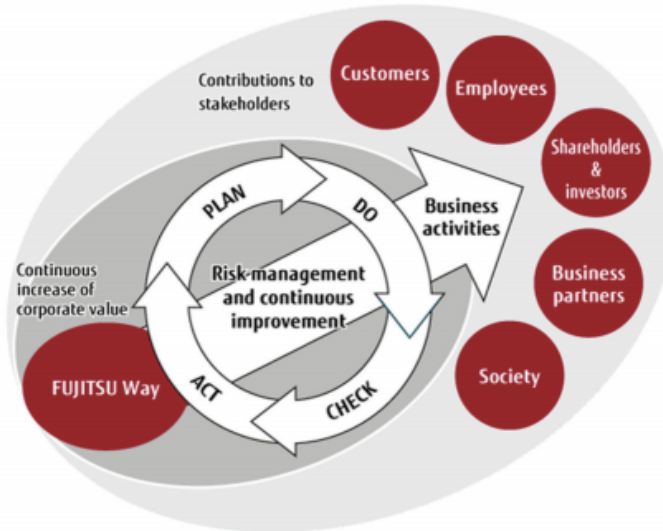 Contributions to
stakeholders
Customers
Employees
Shareholders
&
investors
Business
partners
Society
PLAN
DO
CHECK
ACT
Business
activities
Risk management
and continuous
improvement
Continuous
increase of
corporate value
FUJITSU Way